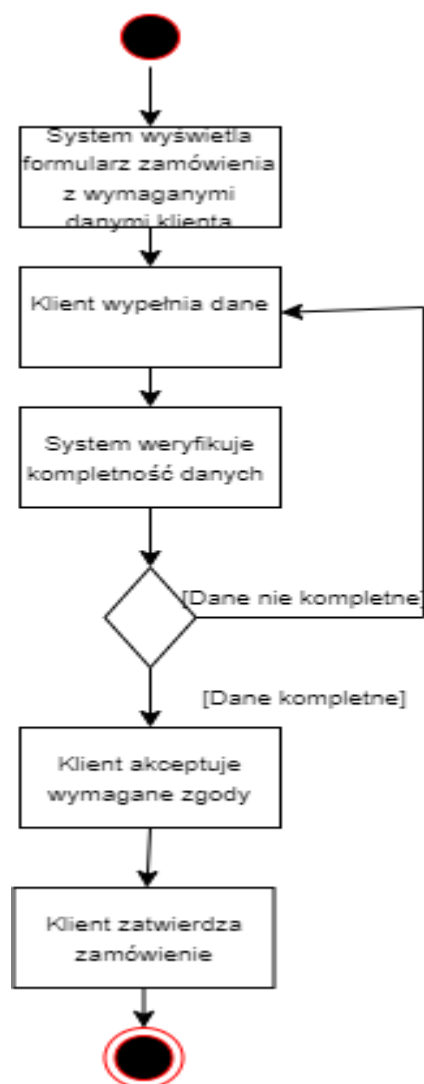 System wyświetla
formularz zamówienia
z wymaganymi
danymi klienta
Klient wypełnia dane
System weryfikuje
kompletność danych
[Dane nie kompletne]
[Dane kompletne]
Klient akceptuje
wymagane zgody
Klient zatwierdza
zamówienie